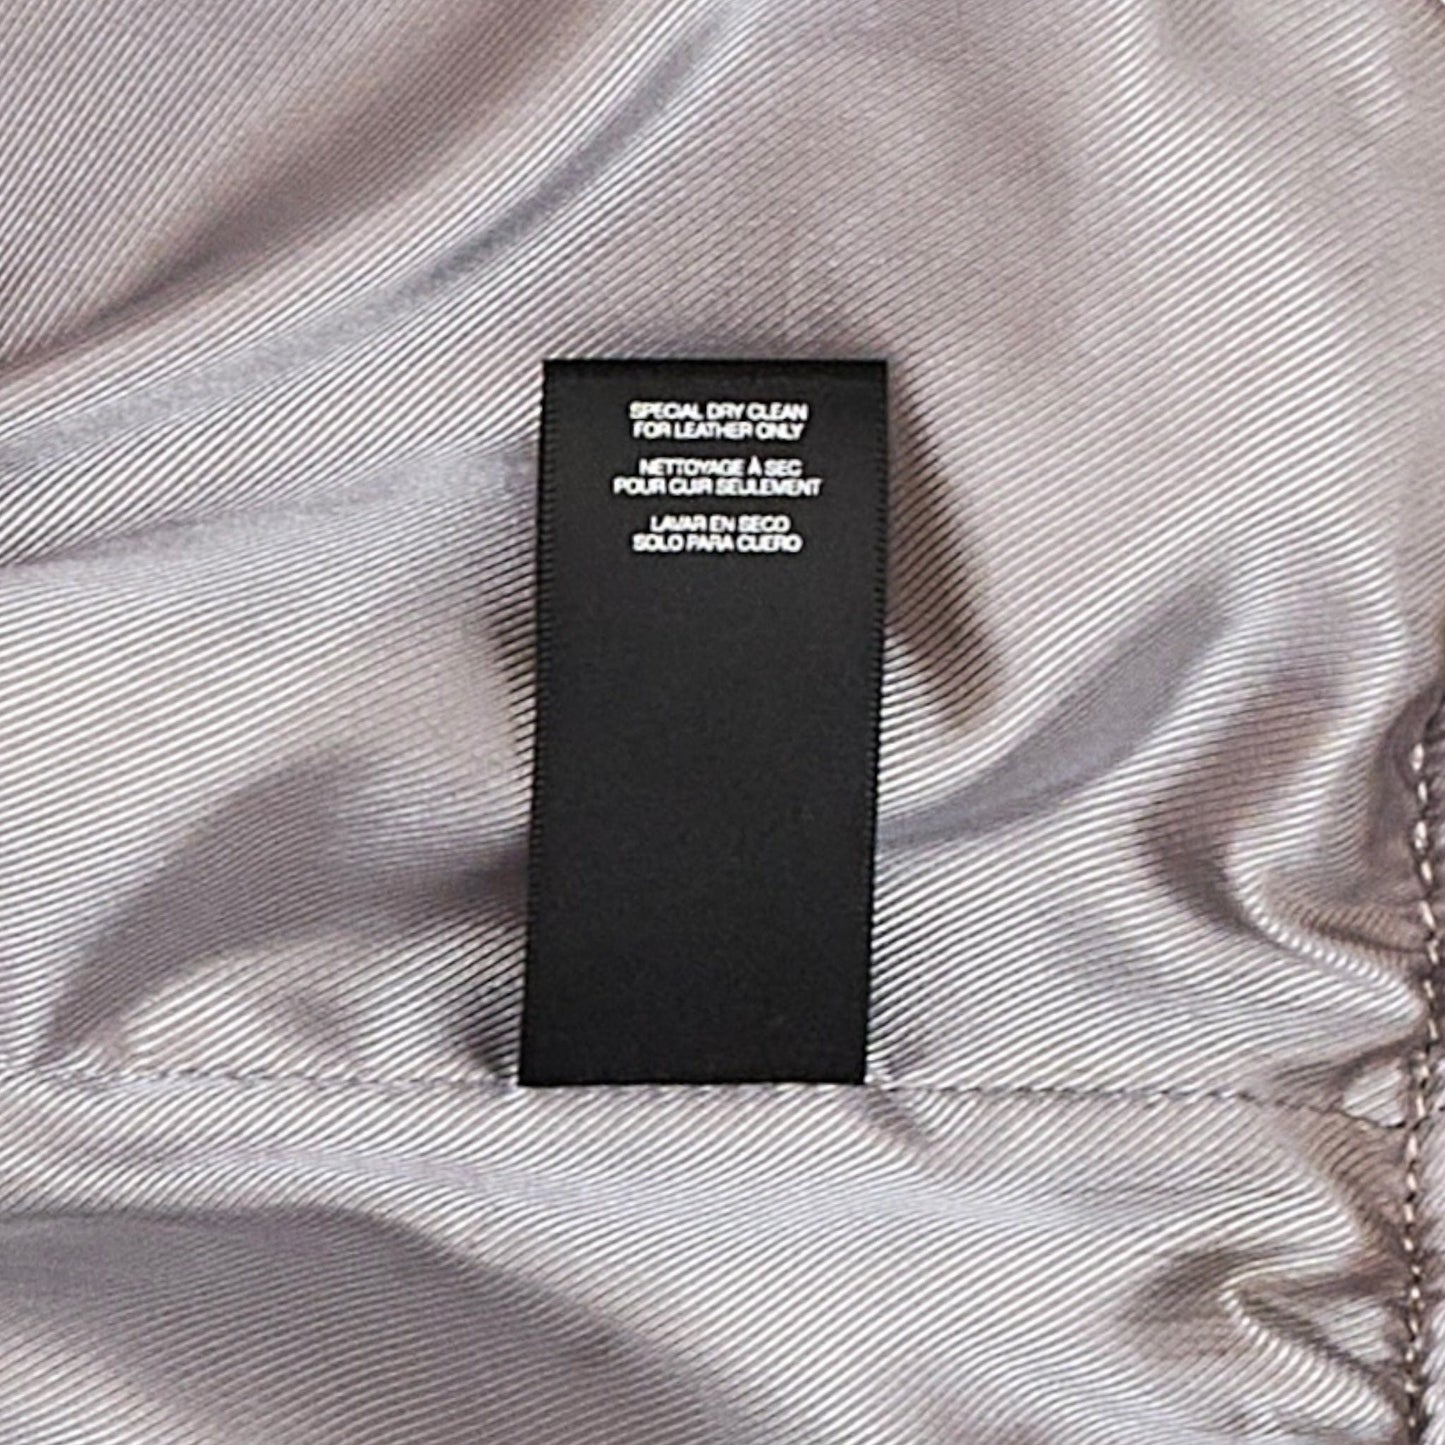 SPECIAL DRY CLEAN
FOR LEATHER ONLY
NETTOYAGE À SEC
POUR CUIR SEULEMENT
LAVAR EN SECO
SOLO PARA CUERO